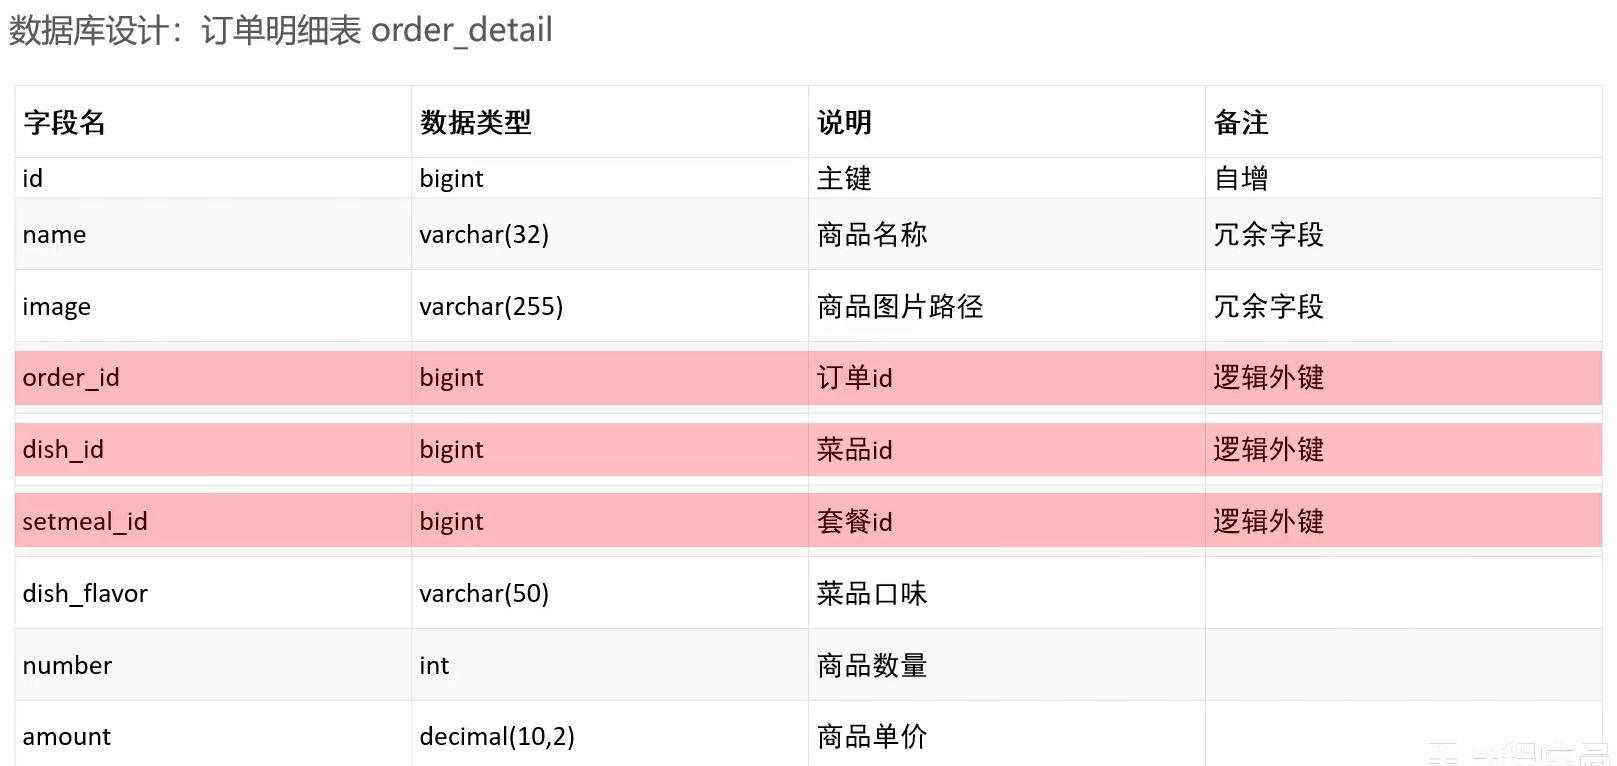 数据库设计：订单明细表 order_detail
字段名 数据类型 说明 备注
id bigint 主键 自增
name varchar(32) 商品名称 冗余字段
image varchar(255) 商品图片路径 冗余字段
order_id bigint 订单id 逻辑外键
dish_id bigint 菜品id 逻辑外键
setmeal_id bigint 套餐id 逻辑外键
dish_flavor varchar(50) 菜品口味
number int 商品数量
amount decimal(10,2) 商品单价